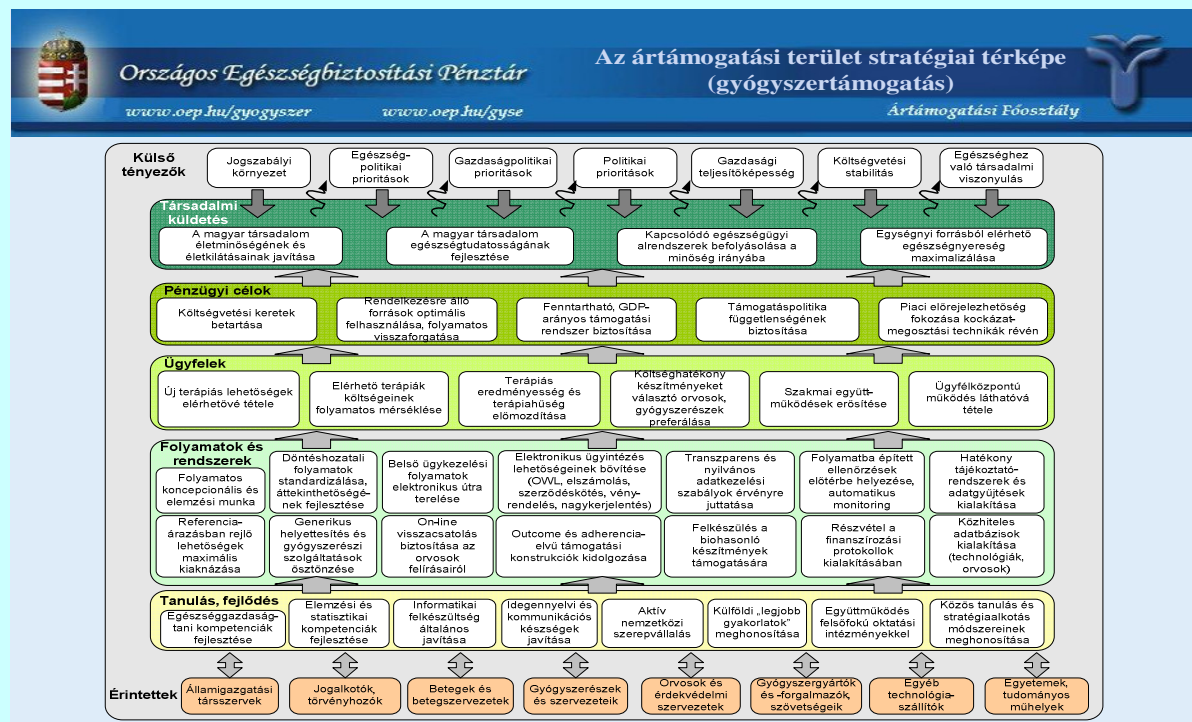 Országos Egészségbiztosítási Pénztár
www.oep.hu/gyogyszer
www.oep.hu/gyse
Az ártámogatási terület stratégiai térképe
(gyógyszertámogatás)
Ártámogatási Főosztály
Külső
tényezők
Jogszabályi
környezet
Egészség-
politikai
prioritások
Gazdaságpolitikai
prioritások
Politikai
prioritások
Gazdasági
teljesítőképesség
Költségvetési
stabilitás
Egészséghez
való társadalmi
viszonyulás
Társadalmi
küldetés
A magyar társadalom
életminőségének és
életkilátásainak javítása
A magyar társadalom
egészségtudatosságának
fejlesztése
Kapcsolódó egészségügyi
alrendszerek befolyásolása a
minőség irányába
Egységnyi forrásból elérhető
egészségnyereség
maximalizálása
Pénzügyi célok
Költségvetési keretek
betartása
Rendelkezésre álló
források optimális
felhasználása, folyamatos
visszaforgatása
Fenntartható, GDP-
arányos támogatási
rendszer biztosítása
Támogatáspolitika
függetlenségének
biztosítása
Piaci előrejelezhetőség
fokozása kockázat-
megosztási technikák révén
Ügyfelek
Új terápiás lehetőségek
elérhetővé tétele
Elérhető terápiák
költségeinek
folyamatos mérséklése
Terápiás
eredményesség és
terápiahűség
előmozdítása
Költséghatékony
készítményeket
választó orvosok,
gyógyszerészek
preferálása
Szakmai együtt-
működések erősítése
Ügyfélközpontú
működés láthatóvá
tétele
Folyamatok és
rendszerek
Folyamatos
koncepcionális és
elemzési munka
Döntéshozatali
folyamatok
standardizálása,
áttekinthetőségé-
nek fejlesztése
Belső ügykezelési
folyamatok
elektronikus útra
terelése
Elektronikus ügyintézés
lehetőségeinek bővítése
(OWL, elszámolás,
szerződéskötés, vény-
rendelés, nagykerjelentés)
Transzparens és
nyilvános
adatkezelési
szabályok érvényre
juttatása
Folyamatba épített
ellenőrzések
előtérbe helyezése,
automatikus
monitoring
Hatékony
tájékoztató-
rendszerek és
adatgyűjtések
kialakítása
Referencia-
árazásban rejlő
lehetőségek
maximális
kiaknázása
Generikus
helyettesítés és
gyógyszerészi
szolgáltatások
ösztönzése
On-line
visszacsatolás
biztosítása az
orvosok
felírásairól
Outcome és adherencia-
elvű támogatási
konstrukciók kidolgozása
Felkészülés a
biohasonló
készítmények
támogatására
Részvétel a
finanszírozási
protokollok
kialakításában
Közhiteles
adatbázisok
kialakítása
(technológiák,
orvosok)
Tanulás, fejlődés
Egészséggazdaság-
tani kompetenciák
fejlesztése
Elemzési és
statisztikai
kompetenciák
fejlesztése
Informatikai
felkészültség
általános
javítása
Idegennyelvi és
kommunikációs
készségek
javítása
Aktív
nemzetközi
szerepvállalás
Külföldi „legjobb
gyakorlatok”
meghonosítása
Együttműködés
felsőfokú oktatási
intézményekkel
Közös tanulás és
stratégiaalkotás
módszereinek
meghonosítása
Érintettek
Államigazgatási
társszervek
Jogalkotók,
törvényhozók
Betegek és
betegszervezetek
Gyógyszerészek
és szervezeteik
Orvosok és
érdekvédelmi
szervezetek
Gyógyszergyártók
és -forgalmazók,
szövetségeik
Egyéb
technológia-
szállítók
Egyetemek,
tudományos
műhelyek